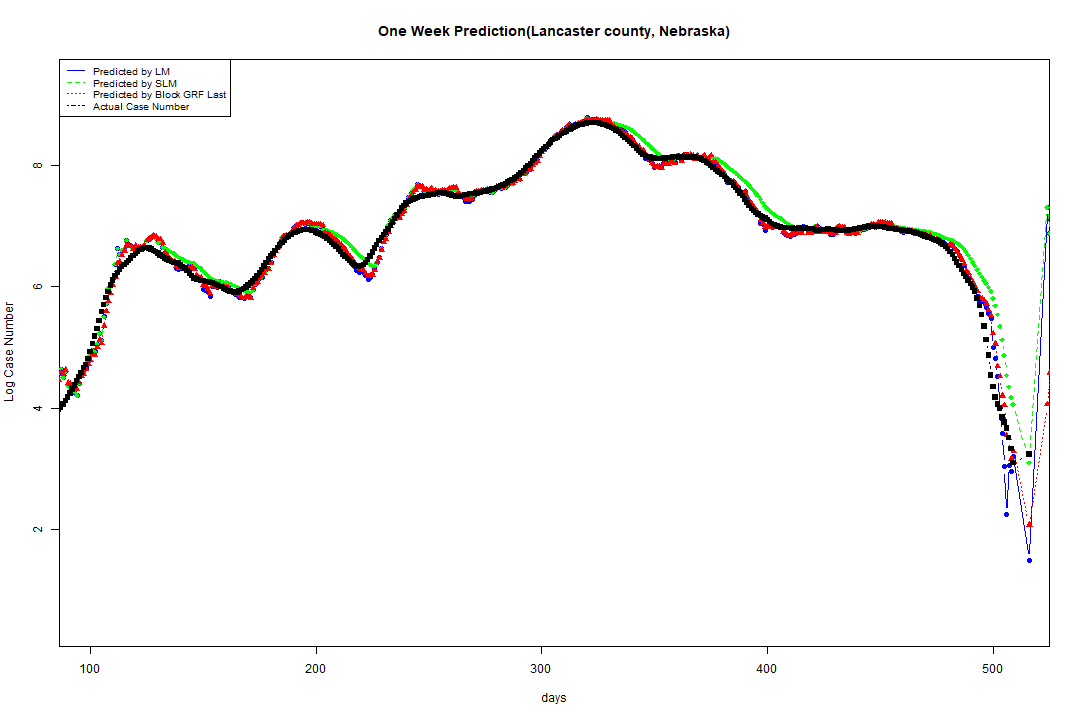 One Week Prediction(Lancaster county, Nebraska)
Predicted by LM
Predicted by SLM
Predicted by Block GRF Last
Actual Case Number
Log Case Number
8
6
4
2
100 200 300 400 500
days